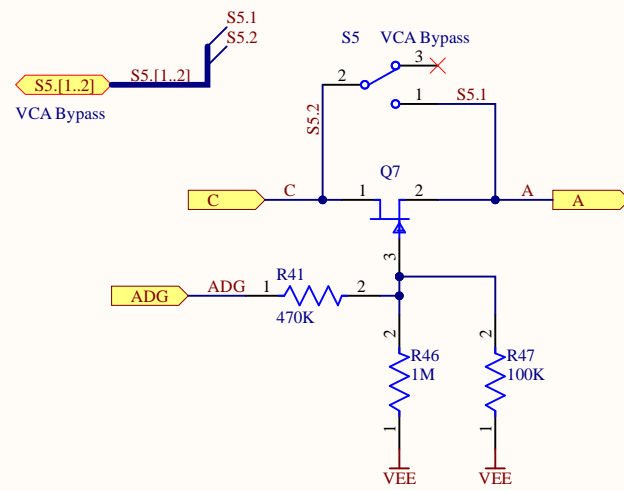 S5.1
S5.2
S5.[1..2]
S5.[1..2]
VCA Bypass
S5
VCA Bypass
3
2
1
S5.1
S5.2
Q7
C
C
1
2
A
A
3
ADG
ADG
1
R41
2
470K
2
R46
1M
1
VEE
2
R47
100K
1
VEE